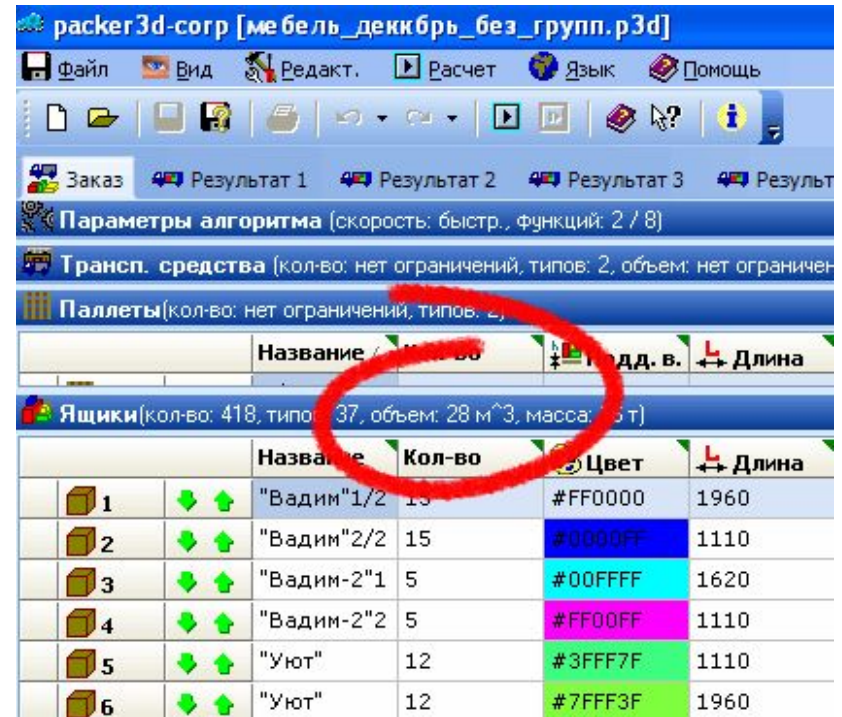 packer3d-corp [мебель_деккбрь_без_групп.p3d]
Файл Вид Редакт. Расчет Язык Помощь
Заказ Результат 1 Результат 2 Результат 3 Результ
Параметры алгоритма (скорость: быстр., функций: 2 / 8)
Трансп. средства (кол-во: нет ограничений, типов: 2, объем: нет ограничен
Паллеты(кол-во: нет ограничений, типов: 2)
Название Кол-во Подд. в. Длина
Ящики(кол-во: 418, типов: 37, объем: 28 м^3, масса: т)
Название Кол-во Цвет Длина
1 "Вадим"1/2 15 #FF0000 1960
2 "Вадим"2/2 15 #0000FF 1110
3 "Вадим-2"1 5 #00FFFF 1620
4 "Вадим-2"2 5 #FF00FF 1110
5 "Уют" 12 #3FFF7F 1110
6 "Уют" 12 #7FFF3F 1960